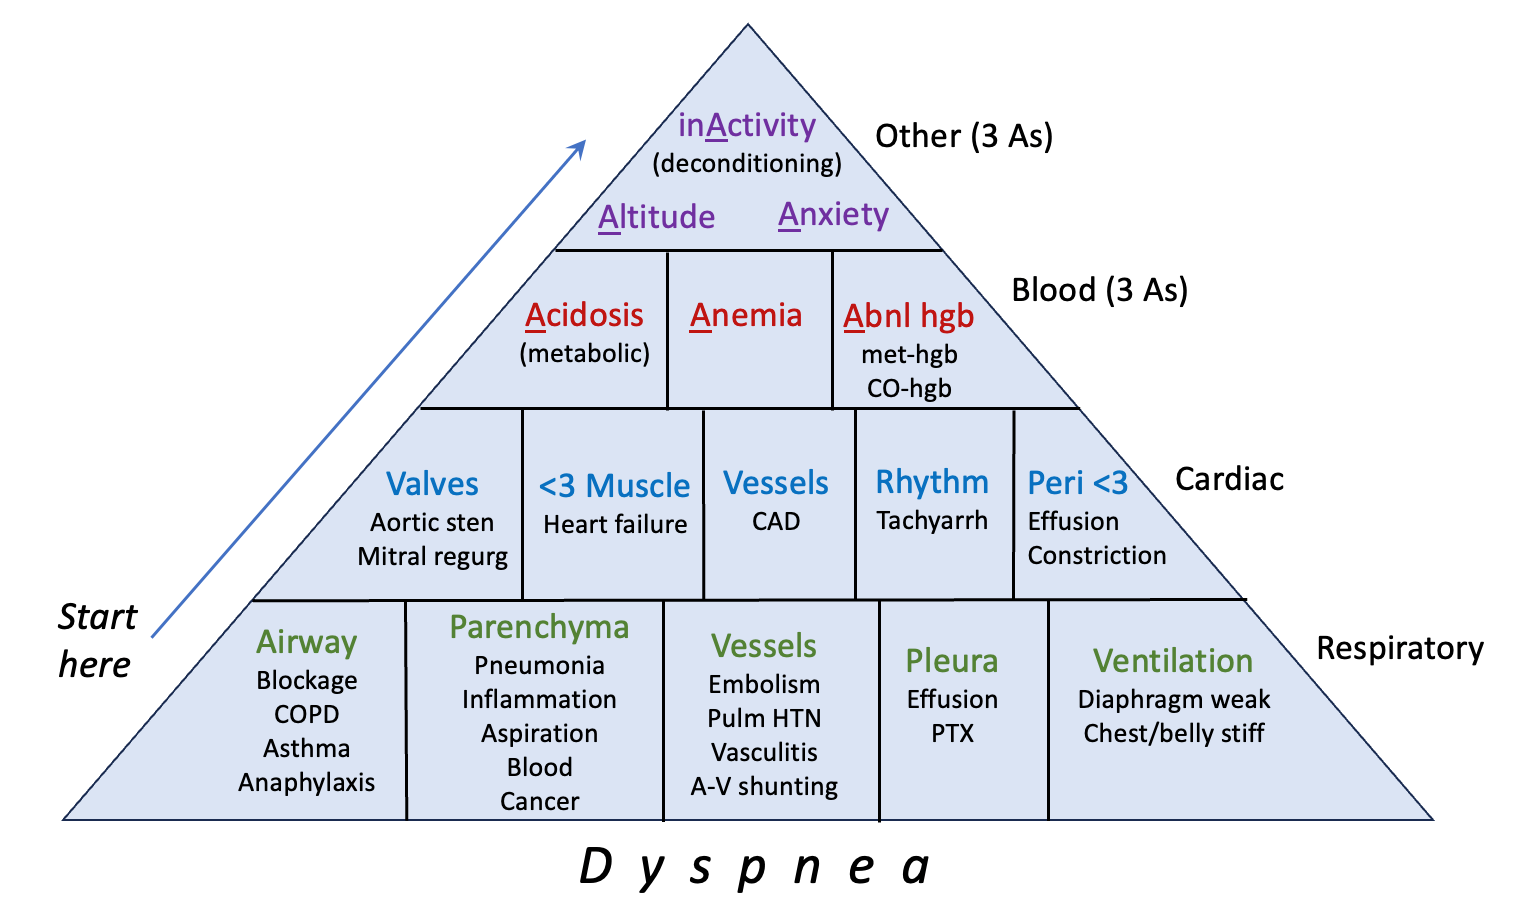 inActivity
(deconditioning)
Altitude
Anxiety
Other (3 As)
Acidosis
(metabolic)
Anemia
Abnl hgb
met-hgb
CO-hgb
Blood (3 As)
Valves
Aortic sten
Mitral regurg
<3 Muscle
Heart failure
Vessels
CAD
Rhythm
Tachyarrh
Peri <3
Effusion
Constriction
Cardiac
Start
here
Airway
Blockage
COPD
Asthma
Anaphylaxis
Parenchyma
Pneumonia
Inflammation
Aspiration
Blood
Cancer
Vessels
Embolism
Pulm HTN
Vasculitis
A-V shunting
Pleura
Effusion
PTX
Ventilation
Diaphragm weak
Chest/belly stiff
Respiratory
Dyspnea